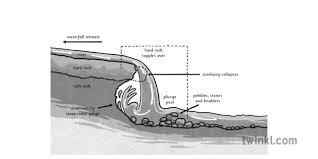 waterfall retreats
hard rock
topples over
river
hard rock
overhang collapses
soft rock
plunge
pool
pebbles, stones
and boulders
undercutting
steep sided gorge
twinkl.com